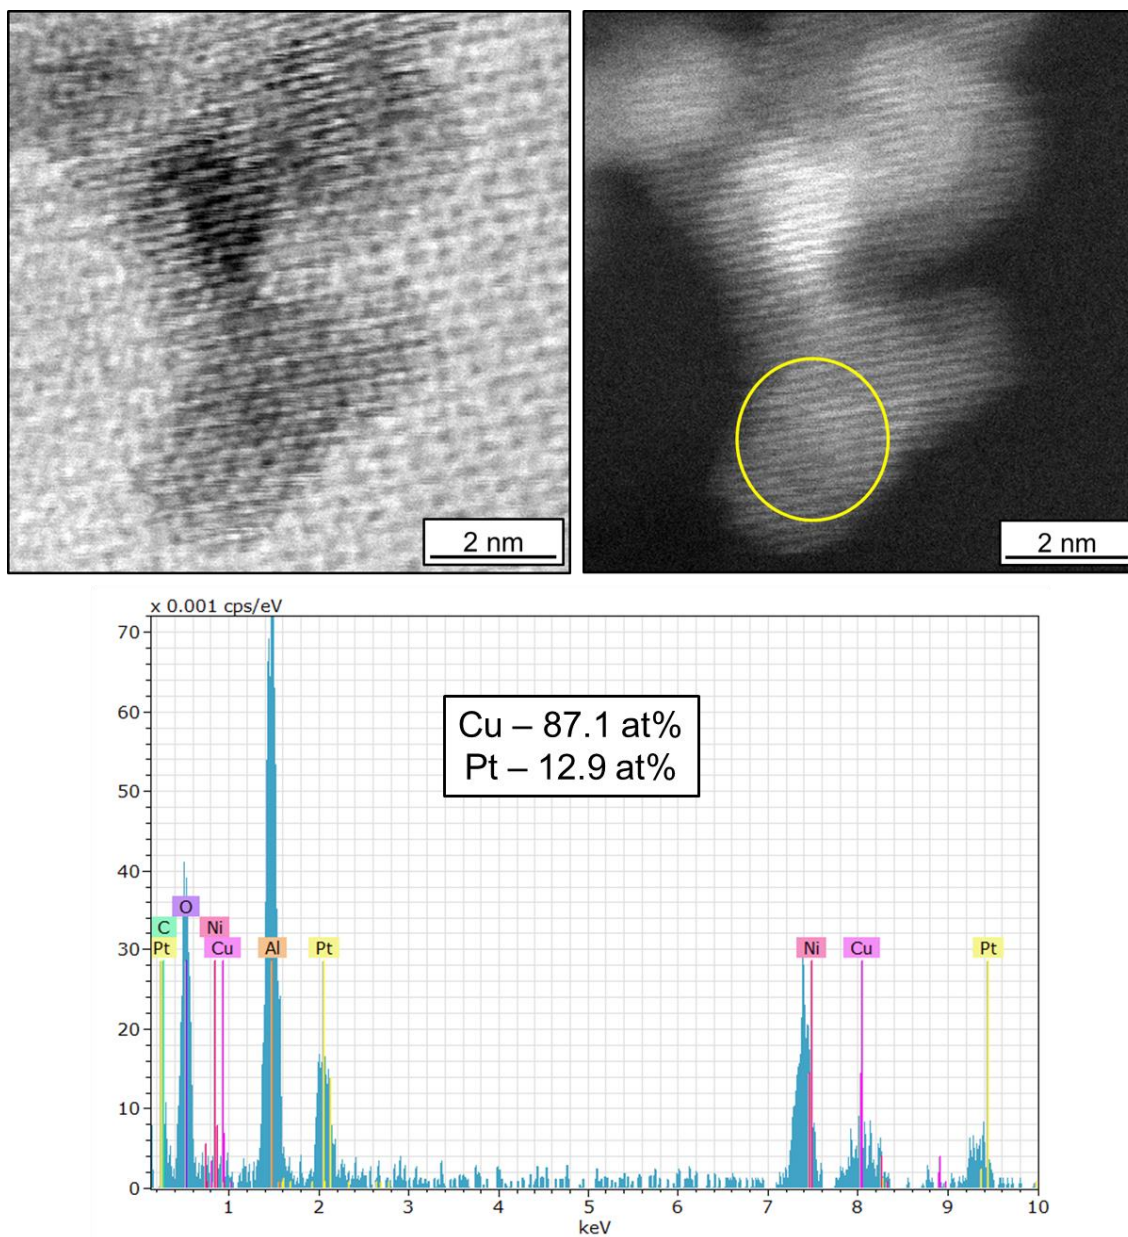 2 nm
2 nm
x 0.001 cps/eV
70
60
50
40
30
20
10
0
Cu – 87.1 at%
Pt – 12.9 at%
O
C
Ni
Pt
Cu
Al
Pt
Ni
Cu
Pt
1
2
3
4
5
6
7
8
9
10
keV